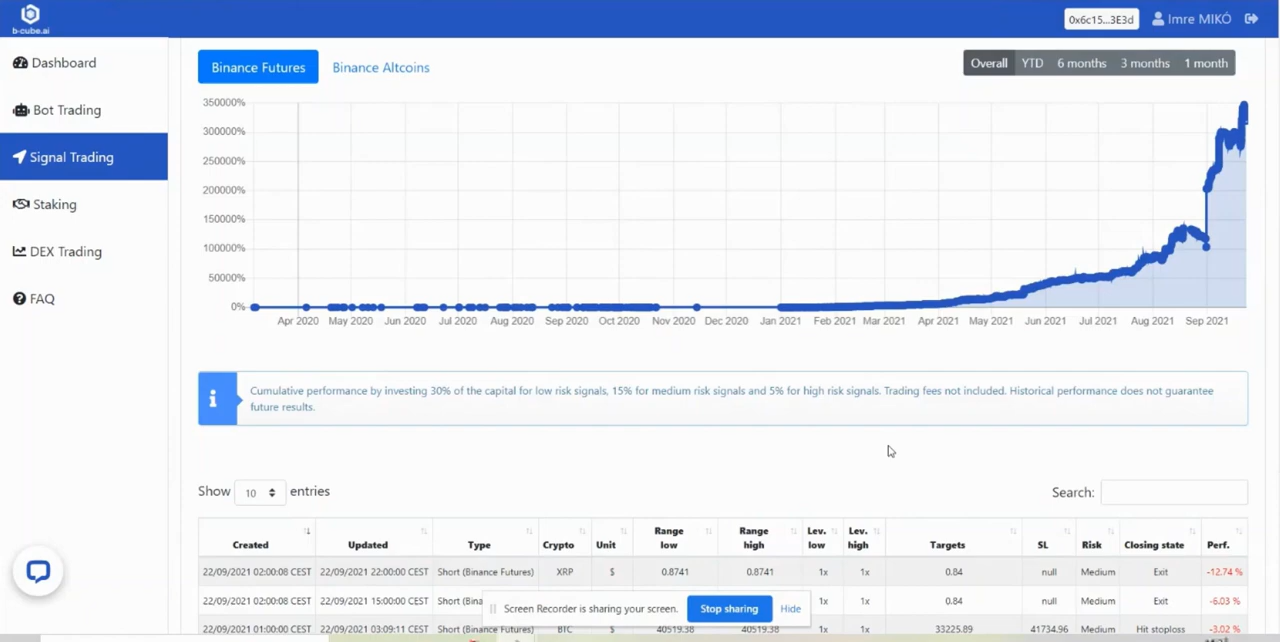 b-cube.ai
0x6c15...3E3d
Imre MIKÓ
Dashboard
Bot Trading
Signal Trading
Staking
DEX Trading
FAQ
Binance Futures
Binance Altcoins
Overall YTD 6 months 3 months 1 month
350000%
300000%
250000%
200000%
150000%
100000%
50000%
0%
Apr 2020 May 2020 Jun 2020 Jul 2020 Aug 2020 Sep 2020 Oct 2020 Nov 2020 Dec 2020 Jan 2021 Feb 2021 Mar 2021 Apr 2021 May 2021 Jun 2021 Jul 2021 Aug 2021 Sep 2021
Cumulative performance by investing 30% of the capital for low risk signals, 15% for medium risk signals and 5% for high risk signals. Trading fees not included. Historical performance does not guarantee
future results.
Show 10 entries
Search:
Created Updated Type Crypto Unit Range low Range high Lev. low Lev. high Targets SL Risk Closing state Perf.
22/09/2021 02:00:08 CEST 22/09/2021 22:00:00 CEST Short (Binance Futures) XRP $ 0.8741 0.8741 1x 1x 0.84 null Medium Exit -12.74 %
22/09/2021 02:00:08 CEST 22/09/2021 15:00:00 CEST Short (Bina 1x 1x 0.84 null Medium Exit -6.03 %
Screen Recorder is sharing your screen. Stop sharing Hide
22/09/2021 01:00:00 CEST 22/09/2021 03:09:11 CEST Short (Binance Futures) BTC $ 40519.38 40519.38 1x 1x 33225.89 41734.96 High Hit stoploss -3.02 %